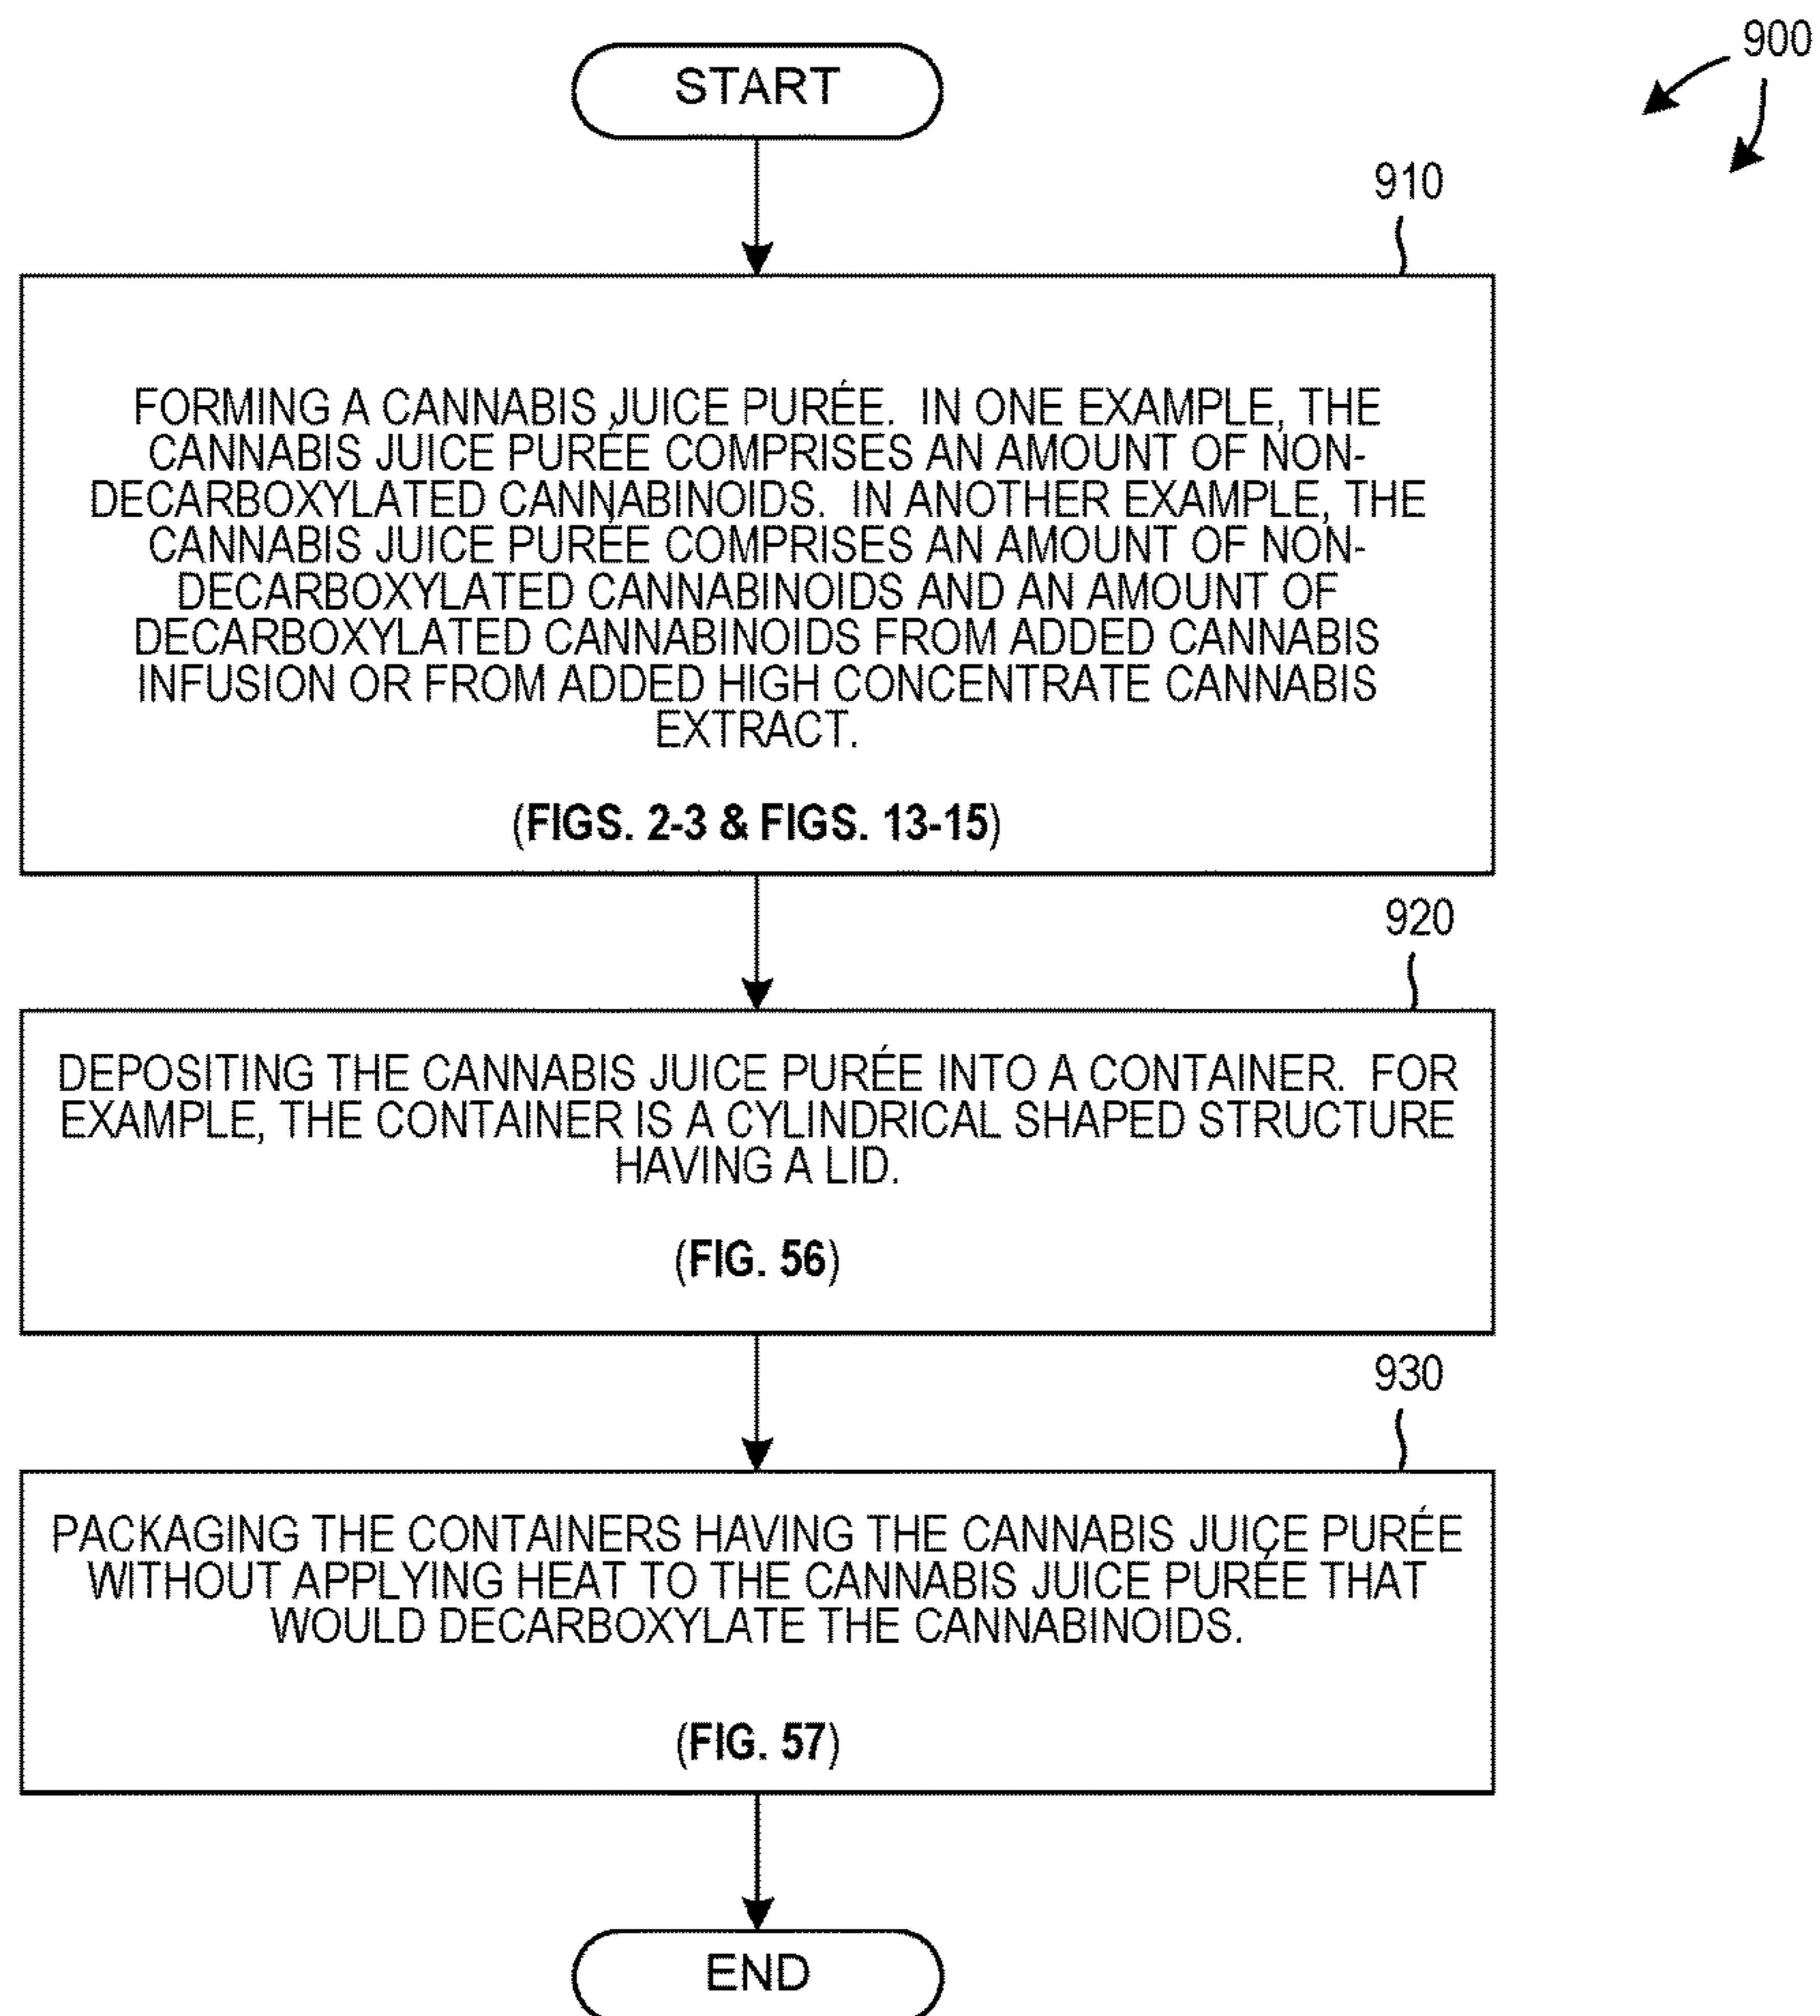 START
900
910
FORMING A CANNABIS JUICE PURÉE. IN ONE EXAMPLE, THE
CANNABIS JUICE PURÉE COMPRISES AN AMOUNT OF NON-
DECARBOXYLATED CANNABINOIDS. IN ANOTHER EXAMPLE, THE
CANNABIS JUICE PURÉE COMPRISES AN AMOUNT OF NON-
DECARBOXYLATED CANNABINOIDS AND AN AMOUNT OF
DECARBOXYLATED CANNABINOIDS FROM ADDED CANNABIS
INFUSION OR FROM ADDED HIGH CONCENTRATE CANNABIS
EXTRACT.
(FIGS. 2-3 & FIGS. 13-15)
920
DEPOSITING THE CANNABIS JUICE PURÉE INTO A CONTAINER. FOR
EXAMPLE, THE CONTAINER IS A CYLINDRICAL SHAPED STRUCTURE
HAVING A LID.
(FIG. 56)
930
PACKAGING THE CONTAINERS HAVING THE CANNABIS JUICE PURÉE
WITHOUT APPLYING HEAT TO THE CANNABIS JUICE PURÉE THAT
WOULD DECARBOXYLATE THE CANNABINOIDS.
(FIG. 57)
END